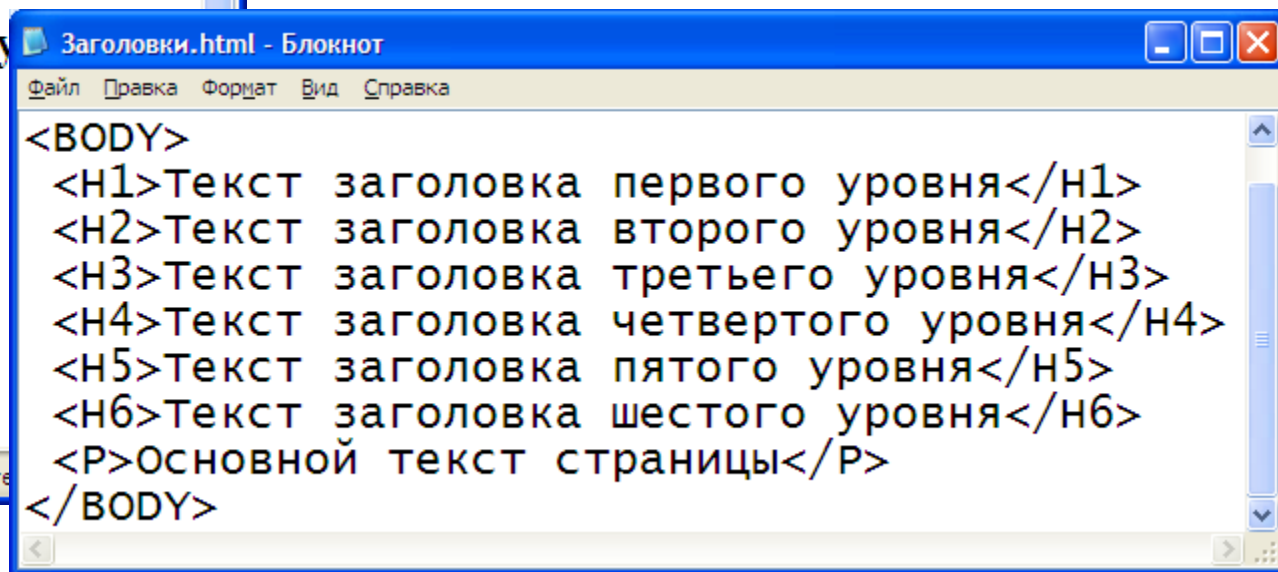 Заголовки.html - Блокнот
Файл Правка Формат Вид Справка
<BODY>
<H1>Текст заголовка первого уровня</H1>
<H2>Текст заголовка второго уровня</H2>
<H3>Текст заголовка третьего уровня</H3>
<H4>Текст заголовка четвертого уровня</H4>
<H5>Текст заголовка пятого уровня</H5>
<H6>Текст заголовка шестого уровня</H6>
<P>Основной текст страницы</P>
</BODY>